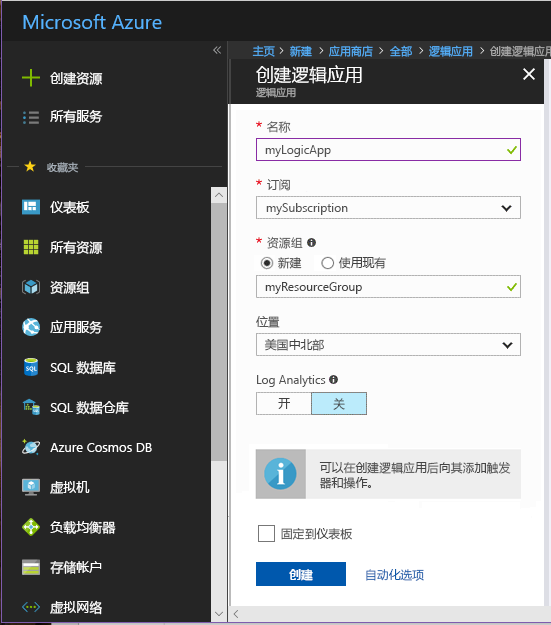 Microsoft Azure
主页 > 新建 > 应用商店 > 全部 > 逻辑应用 > 创建逻辑应用
创建资源
所有服务
收藏夹
仪表板
所有资源
资源组
应用服务
SQL 数据库
SQL 数据仓库
Azure Cosmos DB
虚拟机
负载均衡器
存储帐户
虚拟网络
创建逻辑应用
逻辑应用
* 名称
myLogicApp
* 订阅
mySubscription
* 资源组
新建 使用现有
myResourceGroup
位置
美国中北部
Log Analytics
开 关
可以在创建逻辑应用后向其添加触发
器和操作。
固定到仪表板
创建 自动化选项